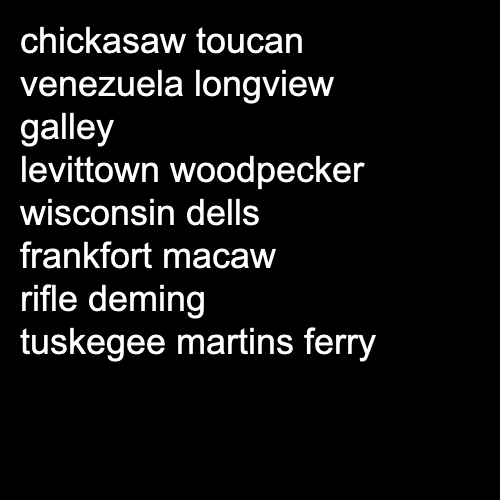 chickasaw toucan
venezuela longview
galley
levittown woodpecker
wisconsin dells
frankfort macaw
rifle deming
tuskegee martins ferry